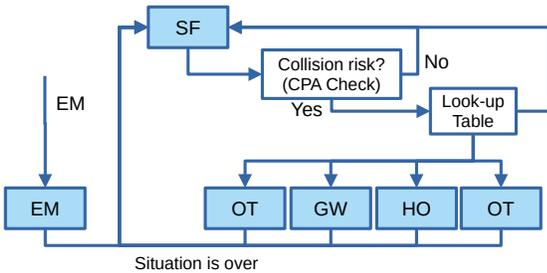 SF
Collision risk?
(CPA Check)
No
EM
Yes
Look-up
Table
EM
OT
GW
HO
OT
Situation is over